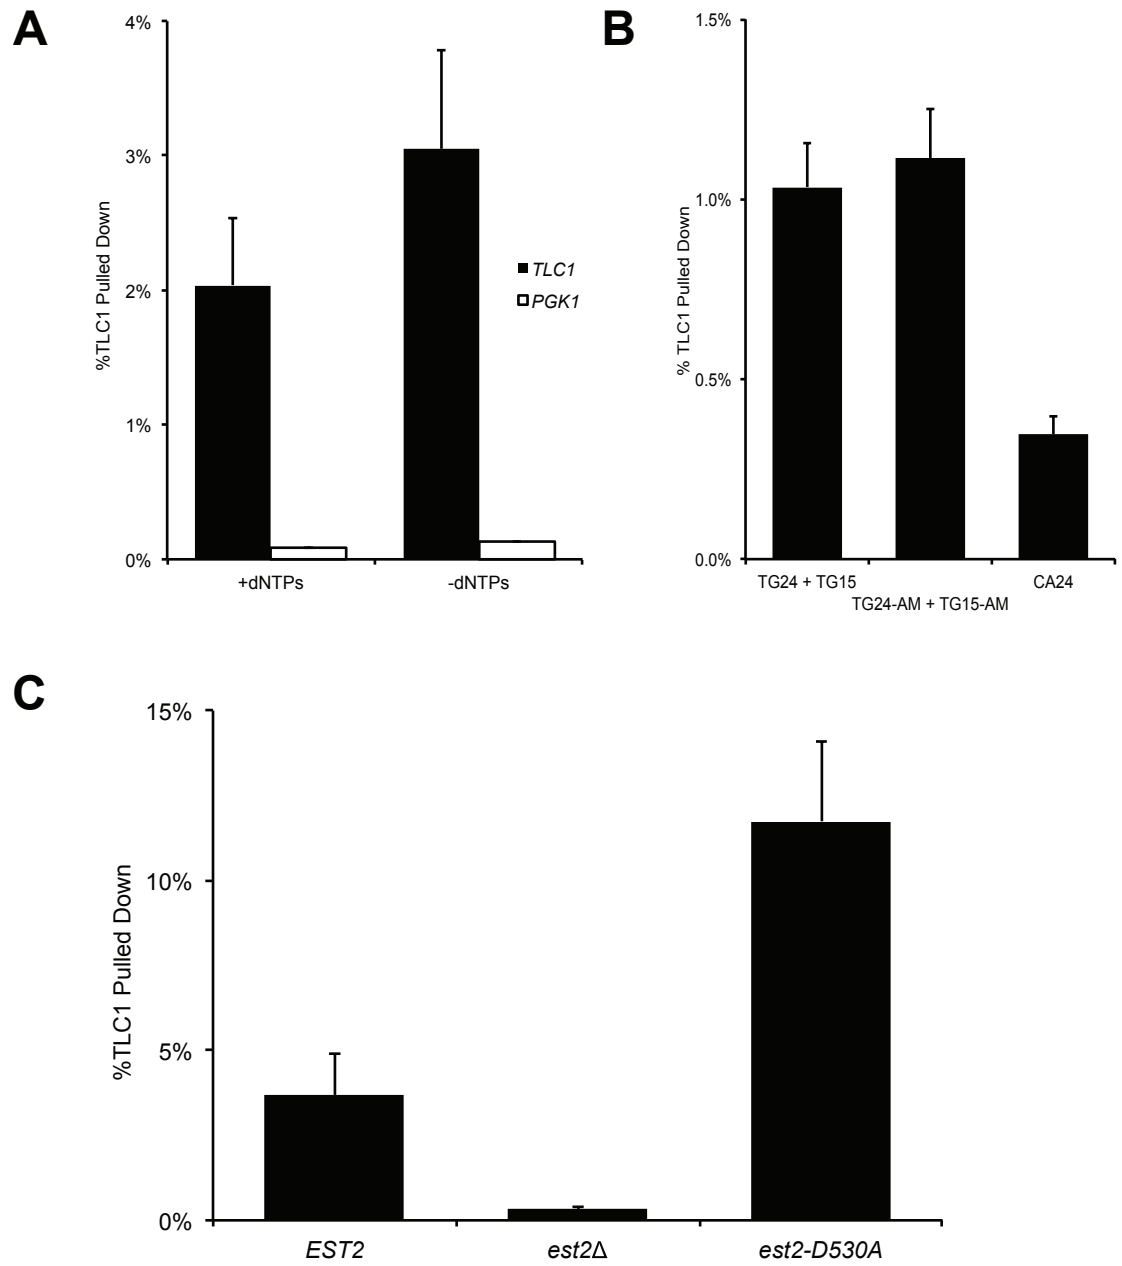 A
4%
3%
2%
1%
0%
%TLC1 Pulled Down
TLC1
PGK1
+dNTPs
-dNTPs
B
1.5%
1.0%
0.5%
0.0%
% TLC1 Pulled Down
TG24 + TG15
TG24-AM + TG15-AM
CA24
C
15%
10%
5%
0%
%TLC1 Pulled Down
EST2
est2Δ
est2-D530A